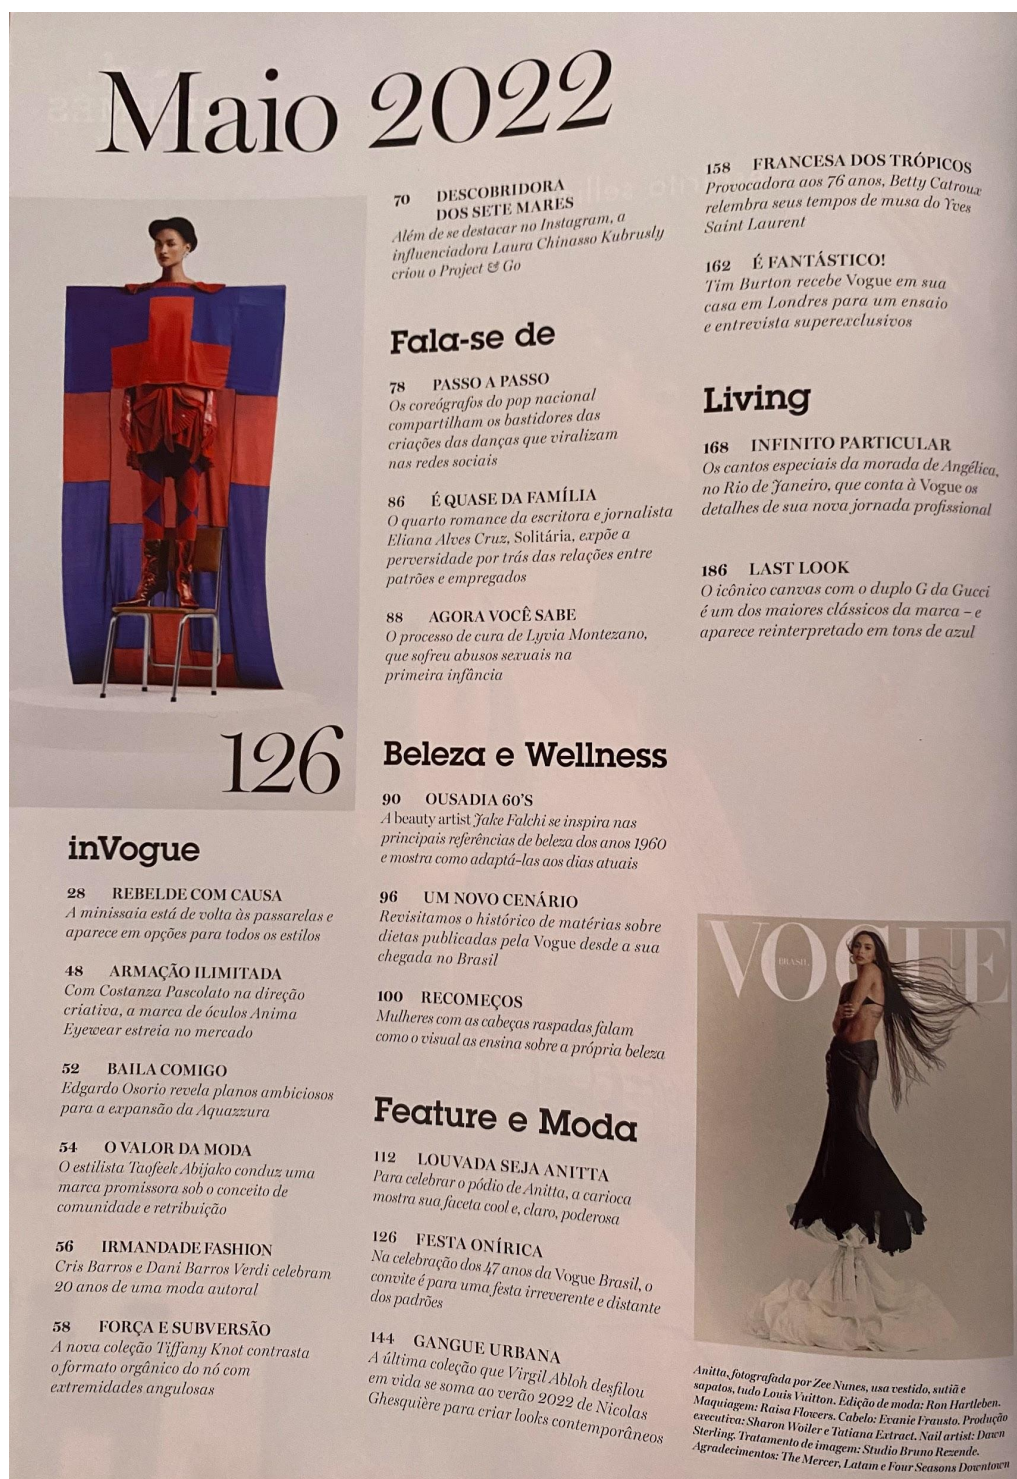 Maio 2022
126
inVogue
28 REBELDE COM CAUSA
A minissaia está de volta às passarelas e
aparece em opções para todos os estilos
48 ARMAÇÃO ILIMITADA
Com Costanza Pascolato na direção
criativa, a marca de óculos Anima
Eyewear estreia no mercado
52 BAILA COMIGO
Edgardo Osorio revela planos ambiciosos
para a expansão da Aquazzura
54 O VALOR DA MODA
O estilista Taofeek Abijako conduz uma
marca promissora sob o conceito de
comunidade e retribuição
56 IRMANDADE FASHION
Cris Barros e Dani Barros Verdi celebram
20 anos de uma moda autoral
58 FORÇA E SUBVERSÃO
A nova coleção Tiffany Knot contrasta
o formato orgânico do nó com
extremidades angulosas
70 DESCOBRIDORA
DOS SETE MARES
Além de se destacar no Instagram, a
influenciadora Laura Chinasso Kubrusly
criou o Project & Go
Fala-se de
78 PASSO A PASSO
Os coreógrafos do pop nacional
compartilham os bastidores das
criações das danças que viralizam
nas redes sociais
86 É QUASE DA FAMÍLIA
O quarto romance da escritora e jornalista
Eliana Alves Cruz, Solitária, expõe a
perversidade por trás das relações entre
patrões e empregados
88 AGORA VOCÊ SABE
O processo de cura de Lyvia Montezano,
que sofreu abusos sexuais na
primeira infância
Beleza e Wellness
90 OUSADIA 60'S
A beauty artist Jake Falchi se inspira nas
principais referências de beleza dos anos 1960
e mostra como adaptá-las aos dias atuais
96 UM NOVO CENÁRIO
Revisitamos o histórico de matérias sobre
dietas publicadas pela Vogue desde a sua
chegada no Brasil
100 RECOMEÇOS
Mulheres com as cabeças raspadas falam
como o visual as ensina sobre a própria beleza
Feature e Moda
112 LOUVADA SEJA ANITTA
Para celebrar o pódio de Anitta, a carioca
mostra sua faceta cool e, claro, poderosa
126 FESTA ONÍRICA
Na celebração dos 47 anos da Vogue Brasil, o
convite é para uma festa irreverente e distante
dos padrões
144 GANGUE URBANA
A última coleção que Virgil Abloh desfilou
em vida se soma ao verão 2022 de Nicolas
Ghesquière para criar looks contemporâneos
158 FRANCESA DOS TRÓPICOS
Provocadora aos 76 anos, Betty Catroux
relembra seus tempos de musa do Yves
Saint Laurent
162 É FANTÁSTICO!
Tim Burton recebe Vogue em sua
casa em Londres para um ensaio
e entrevista superexclusivos
Living
168 INFINITO PARTICULAR
Os cantos especiais da morada de Angélica,
no Rio de Janeiro, que conta à Vogue os
detalhes de sua nova jornada profissional
186 LAST LOOK
O icônico canvas com o duplo G da Gucci
é um dos maiores clássicos da marca – e
aparece reinterpretado em tons de azul
VOGUE
BRASIL
Anitta, fotografada por Zee Nunes, usa vestido, sutiã e
sapatos, tudo Louis Vuitton. Edição de moda: Ron Hartleben.
Maquiagem: Raisa Flowers. Cabelo: Evanie Frausto. Produção
executiva: Sharon Woiler e Tatiana Extract. Nail artist: Dawn
Sterling. Tratamento de imagem: Studio Bruno Rezende.
Agradecimentos: The Mercer, Latam e Four Seasons Downtown